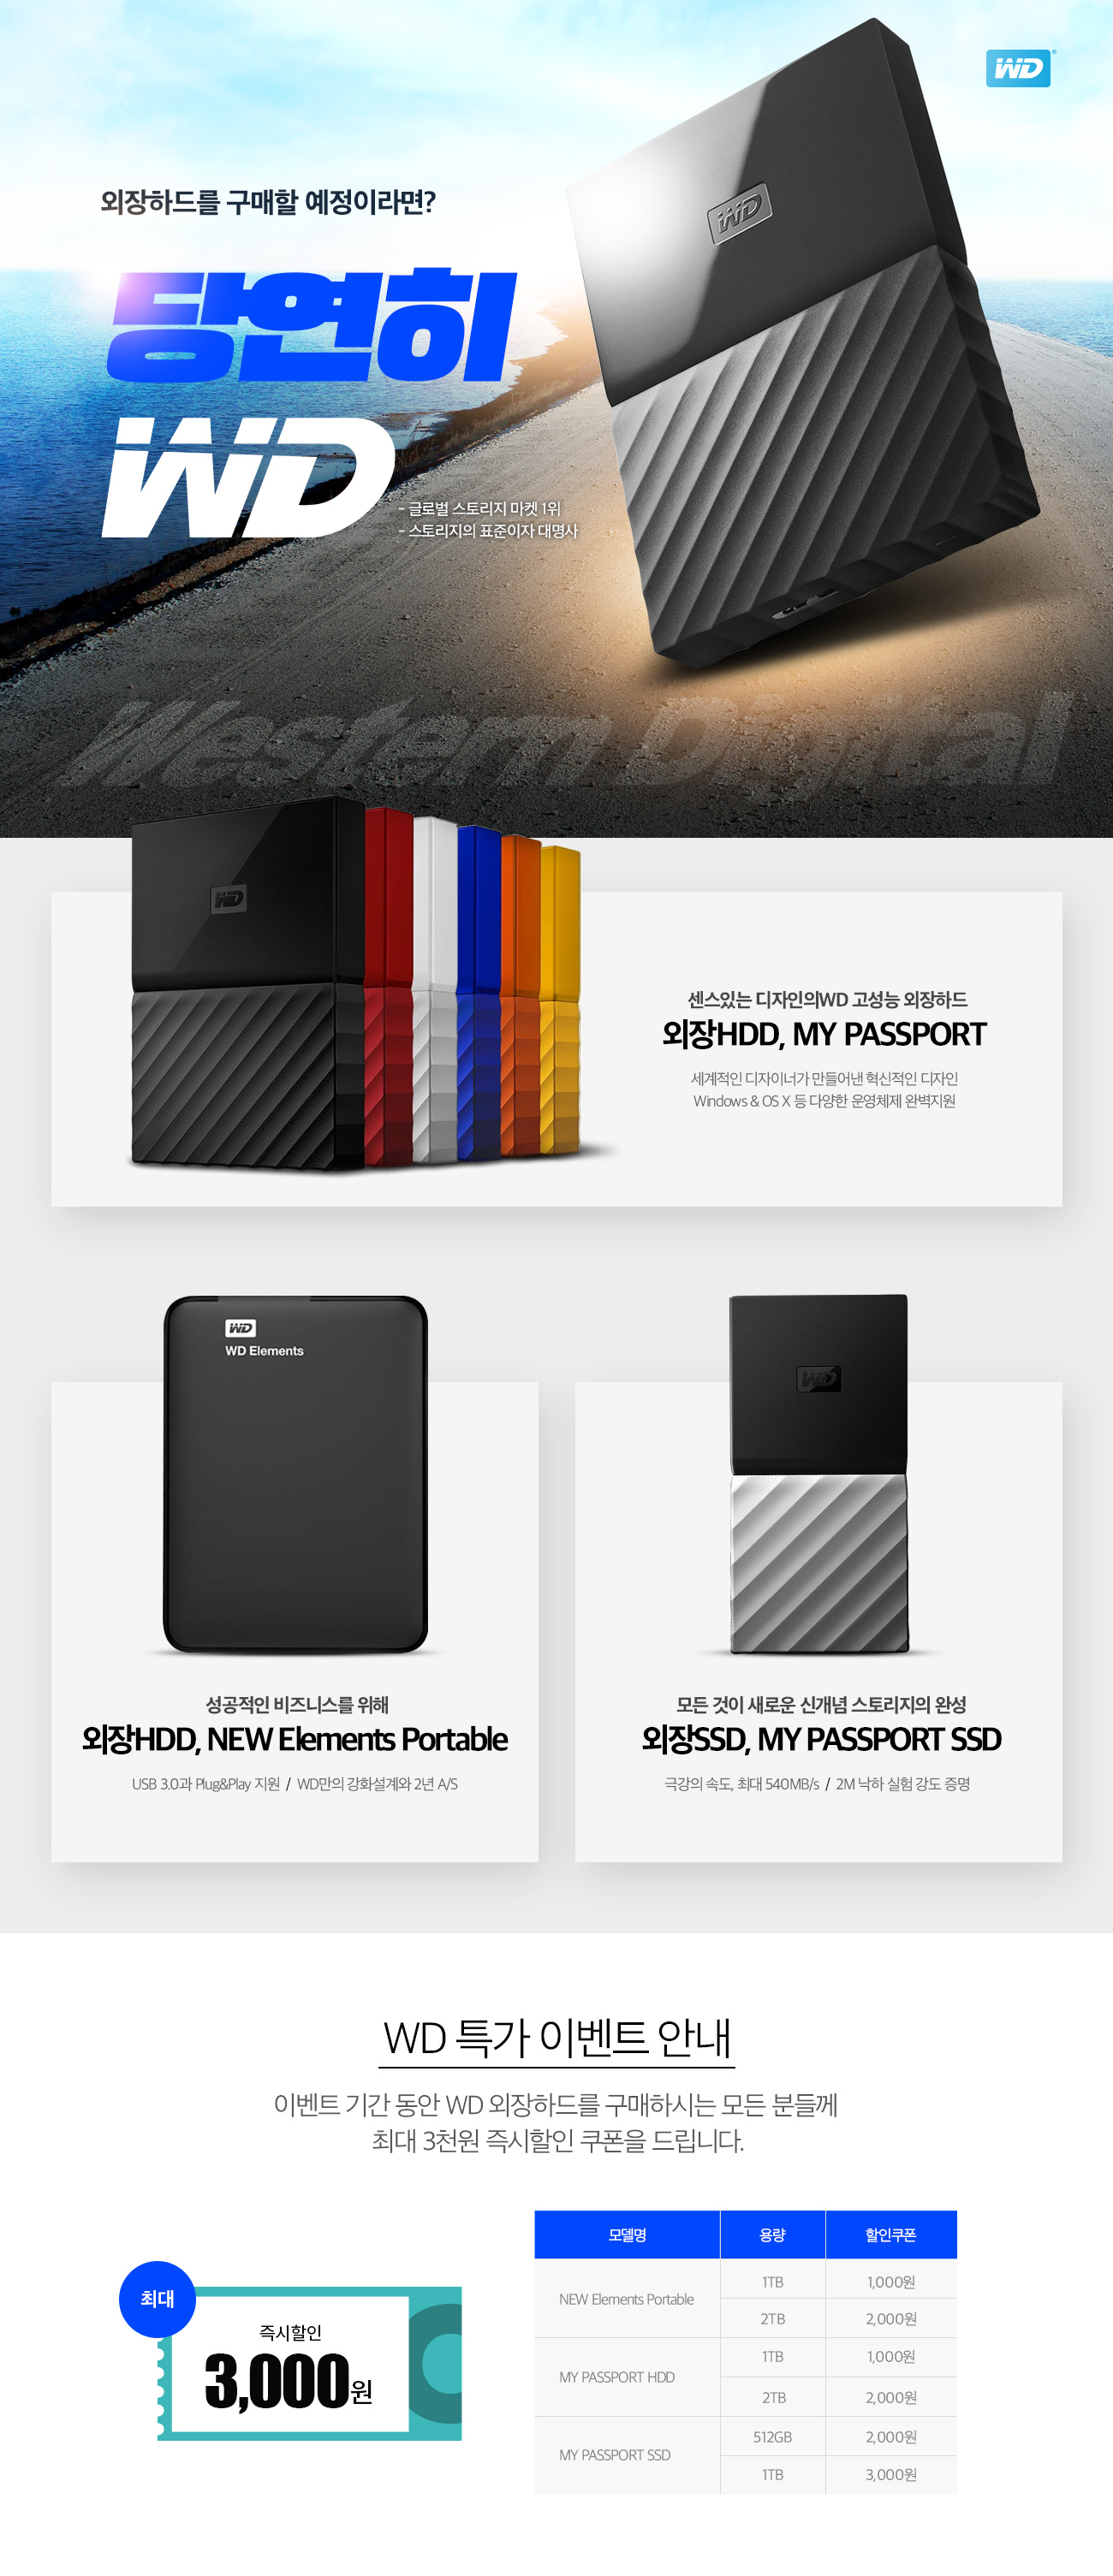 WD
외장하드를 구매할 예정이라면?
당연히
WD
- 글로벌 스토리지 마켓 1위
- 스토리지의 표준이자 대명사
WD
Western Digital
WD
센스있는 디자인의WD 고성능 외장하드
외장HDD, MY PASSPORT
세계적인 디자이너가 만들어낸 혁신적인 디자인
Windows & OS X 등 다양한 운영체제 완벽지원
WD
WD Elements
성공적인 비즈니스를 위해
외장HDD, NEW Elements Portable
USB 3.0과 Plug&Play 지원 / WD만의 강화설계와 2년 A/S
WD
모든 것이 새로운 신개념 스토리지의 완성
외장SSD, MY PASSPORT SSD
극강의 속도, 최대 540MB/s / 2M 낙하 실험 강도 증명
WD 특가 이벤트 안내
이벤트 기간 동안 WD 외장하드를 구매하시는 모든 분들께
최대 3천원 즉시할인 쿠폰을 드립니다.
최대
즉시할인
3,000원
모델명 용량 할인쿠폰
NEW Elements Portable
1TB 1,000원
2TB 2,000원
MY PASSPORT HDD
1TB 1,000원
2TB 2,000원
MY PASSPORT SSD
512GB 2,000원
1TB 3,000원